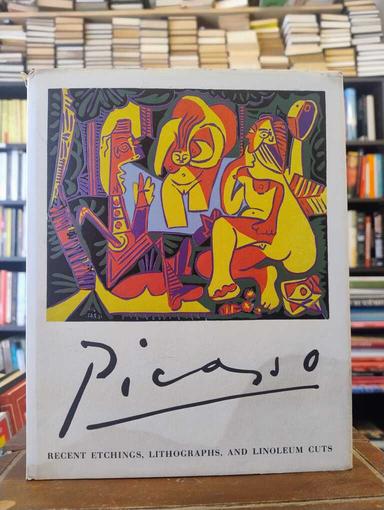 Picasso
RECENT ETCHINGS, LITHOGRAPHS, AND LINOLEUM CUTS